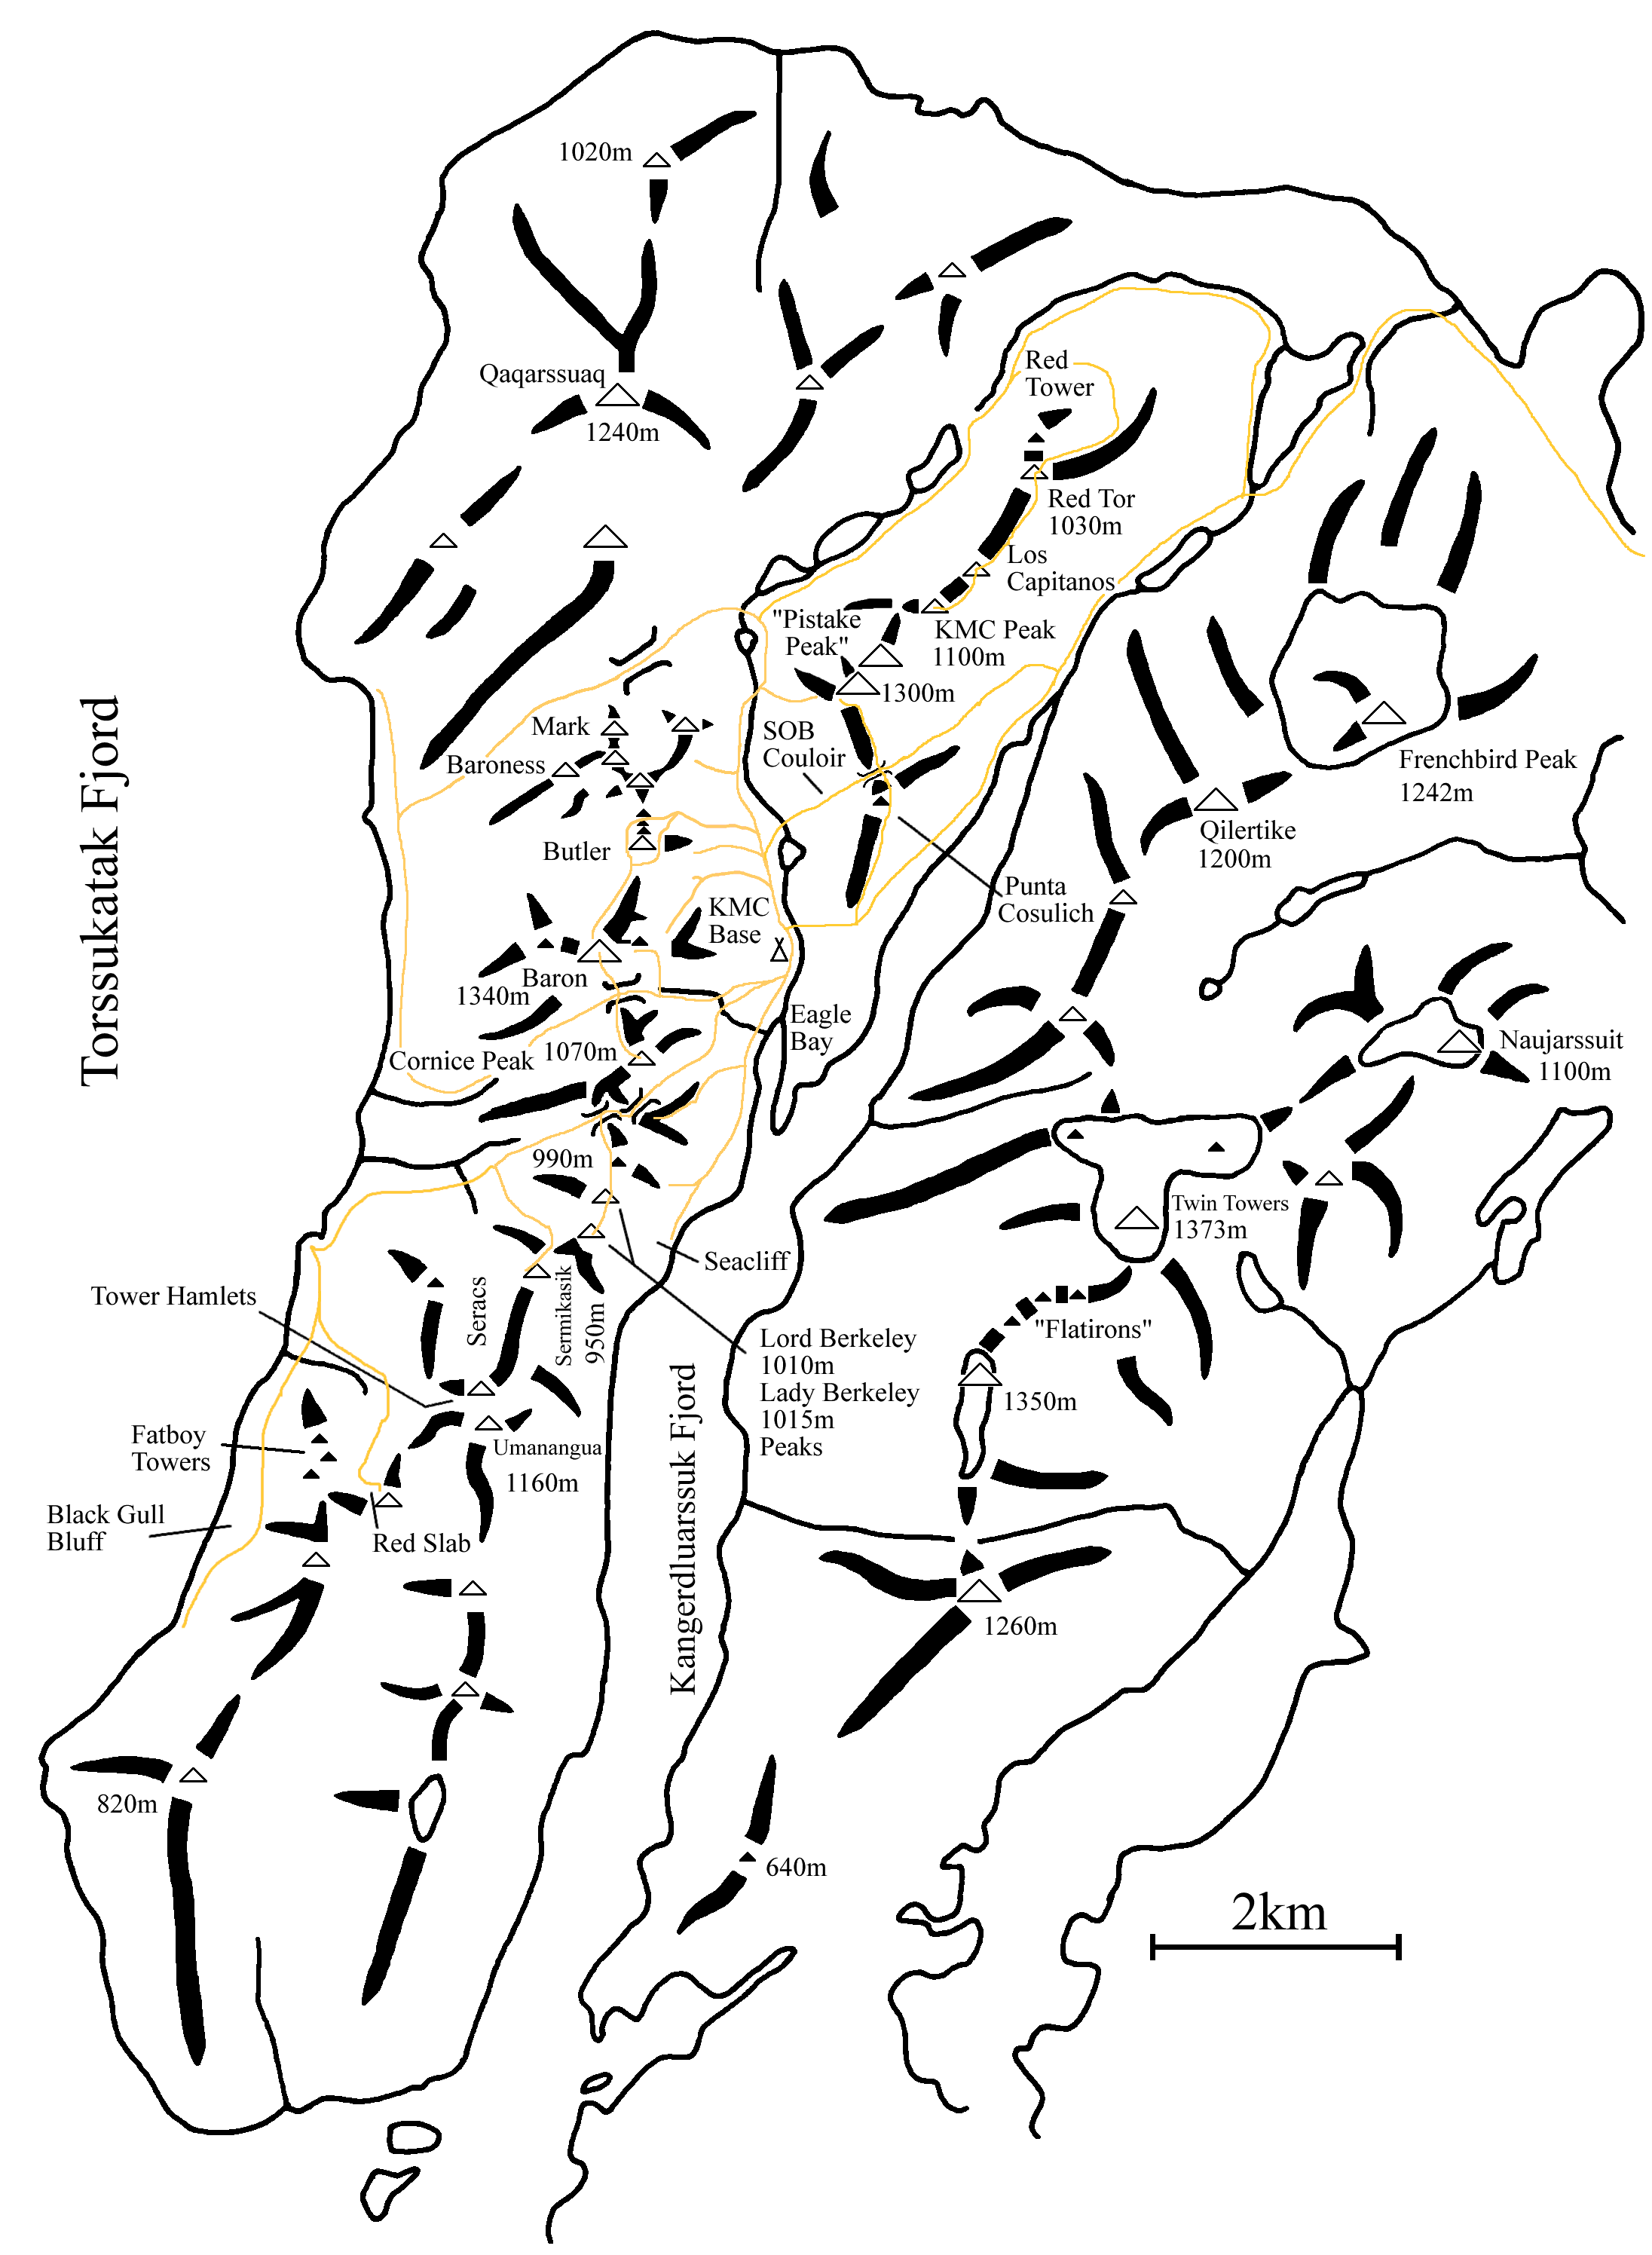 1020m
Qaqarssuaq
1240m
Red
Tower
Red Tor
1030m
Los
Capitanos
"Pistake
Peak"
KMC Peak
1100m
1300m
Torssukatak Fjord
Mark
Baroness
SOB
Couloir
Frenchbird Peak
1242m
Qilertike
1200m
Butler
Punta
Cosulich
KMC
Base
Baron
1340m
Eagle
Bay
Cornice Peak
1070m
Naujarssuit
1100m
990m
Twin Towers
1373m
Seacliff
Tower Hamlets
Seracs
Sermikasik
950m
"Flatirons"
Lord Berkeley
1010m
Lady Berkeley
1015m
Peaks
1350m
Fatboy
Towers
Umanangua
1160m
Kangerdluarssuk Fjord
Black Gull
Bluff
Red Slab
1260m
820m
640m
2km